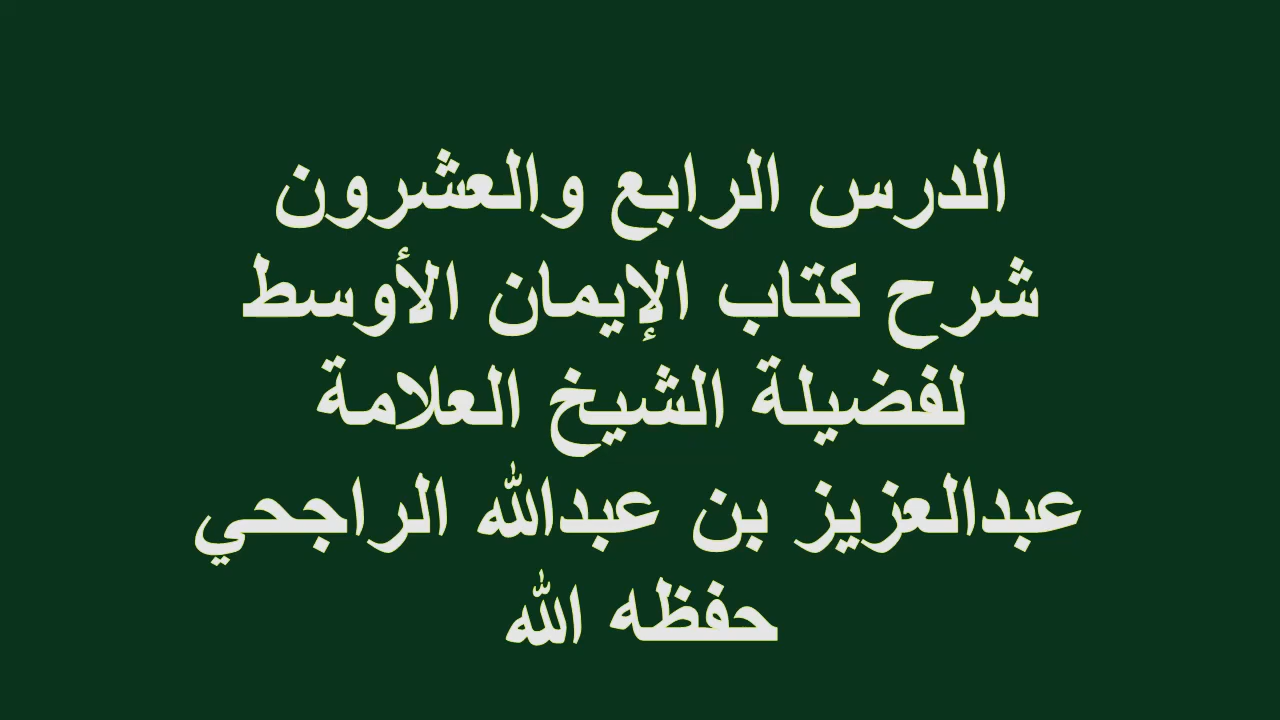 الدرس الرابع والعشرون
شرح كتاب الإيمان الأوسط
لفضيلة الشيخ العلامة
عبدالعزيز بن عبدالله الراجحي
حفظه الله